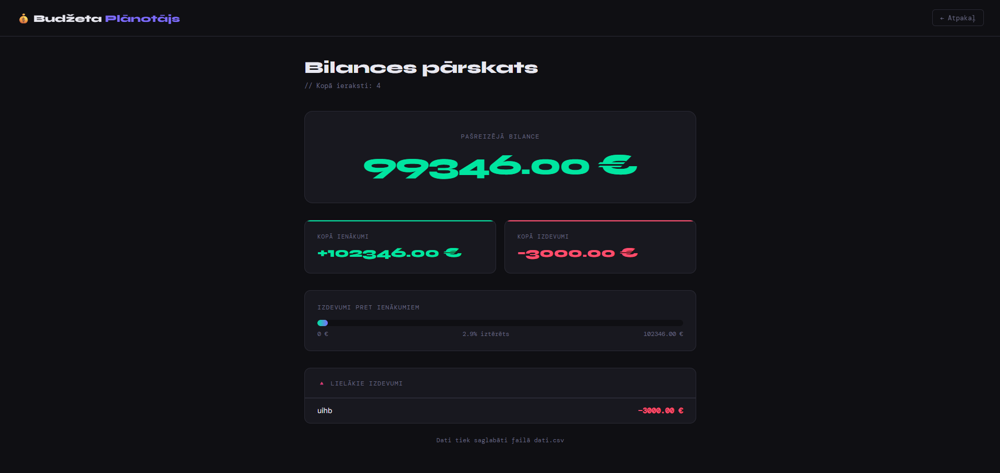 Budžeta Plānotājs
← Atpakaļ
Bilances pārskats
// Kopā ieraksti: 4
PAŠREIZĒJĀ BILANCE
99346.00 €
KOPĀ IENĀKUMI
+102346.00 €
KOPĀ IZDEVUMI
-3000.00 €
IZDEVUMI PRET IENĀKUMIEM
0 €
2.9% iztērēts
102346.00 €
🔺 LIELĀKIE IZDEVUMI
uihb
-3000.00 €
Dati tiek saglabāti failā dati.csv